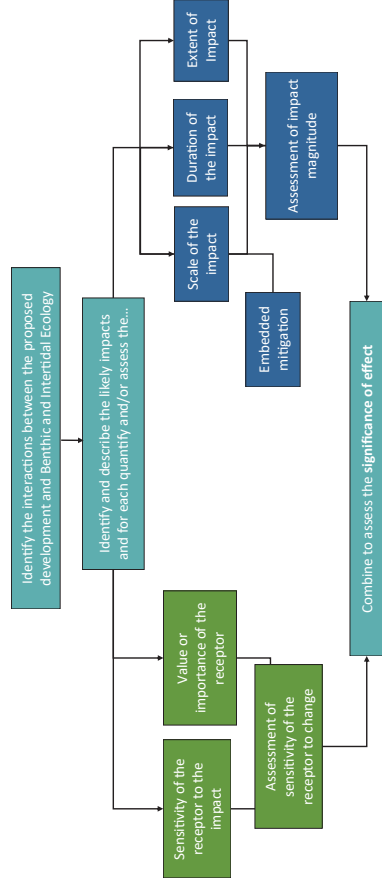 Identify the interactions between the proposed
development and Benthic and Intertidal Ecology
Identify and describe the likely impacts
and for each quantify and/or assess the...
Sensitivity of the
receptor to the
impact
Value or
importance of the
receptor
Scale of the
impact
Duration of
the impact
Extent of
Impact
Embedded
mitigation
Assessment of
sensitivity of the
receptor to change
Assessment of impact
magnitude
Combine to assess the significance of effect